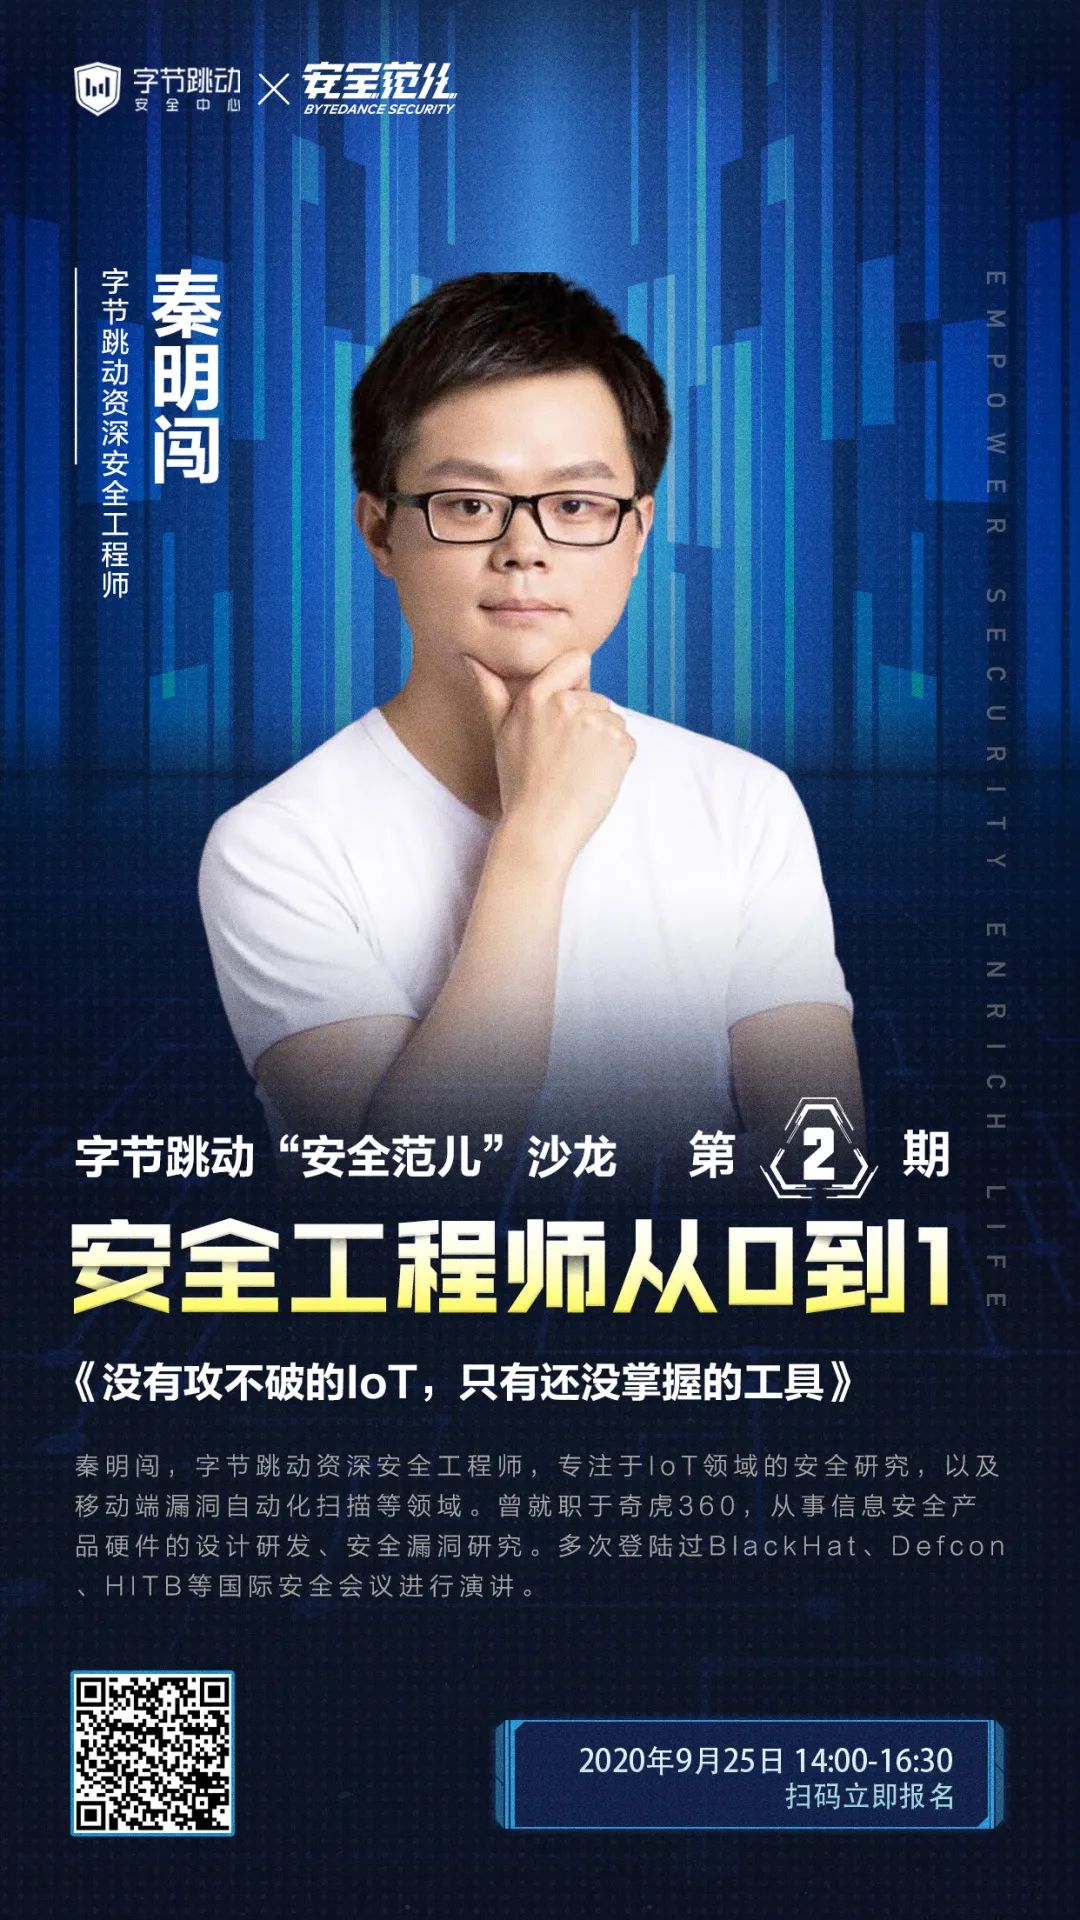 字节跳动
安全中心
安全范儿
BYTEDANCE SECURITY
秦明闯
字节跳动资深安全工程师
EMPOWER SECURITY ENRICH LIFE
字节跳动“安全范儿”沙龙 第2期
安全工程师从0到1
《没有攻不破的IoT，只有还没掌握的工具》
秦明闯，字节跳动资深安全工程师，专注于IoT领域的安全研究，以及
移动端漏洞自动化扫描等领域。曾就职于奇虎360，从事信息安全产
品硬件的设计研发、安全漏洞研究。多次登陆过BlackHat、Defcon
、HITB等国际安全会议进行演讲。
2020年9月25日 14:00-16:30
扫码立即报名